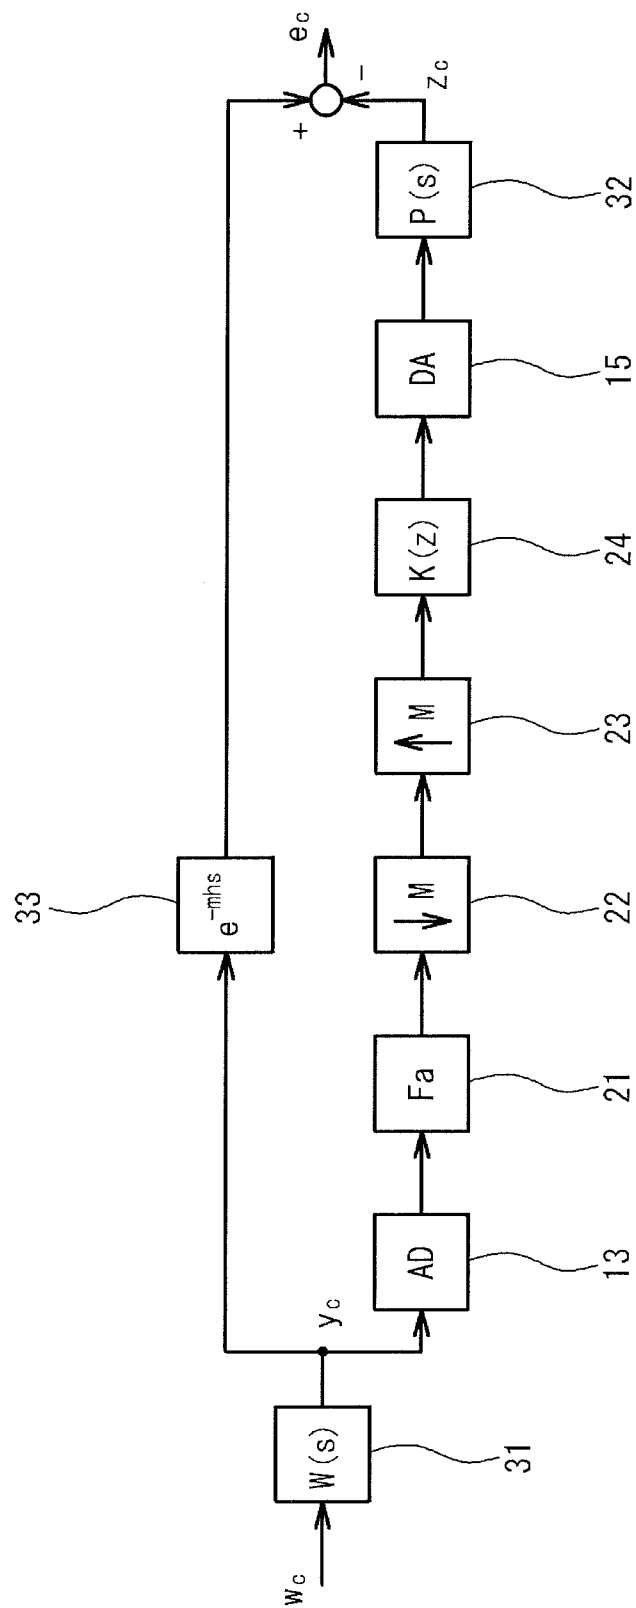 33
e^-mhs
e_c
+
-
z_c
w_c
W(s)
31
y_c
AD
13
Fa
21
↓M
22
↑M
23
K(z)
24
DA
15
P(s)
32